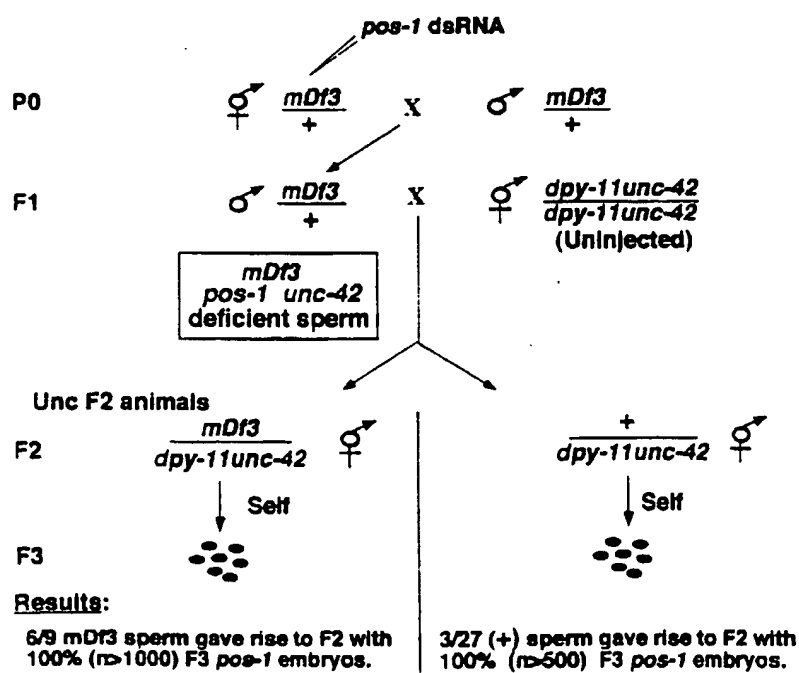 pos-1 dsRNA
P0
mDf3
+
X
mDf3
+
F1
mDf3
+
X
dpy-11unc-42
dpy-11unc-42
(Uninjected)
mDf3
pos-1 unc-42
deficient sperm
Unc F2 animals
F2
mDf3
dpy-11unc-42
+
dpy-11unc-42
Self
Self
F3
Results:
6/9 mDf3 sperm gave rise to F2 with
100% (n>1000) F3 pos-1 embryos.
3/27 (+) sperm gave rise to F2 with
100% (n>500) F3 pos-1 embryos.